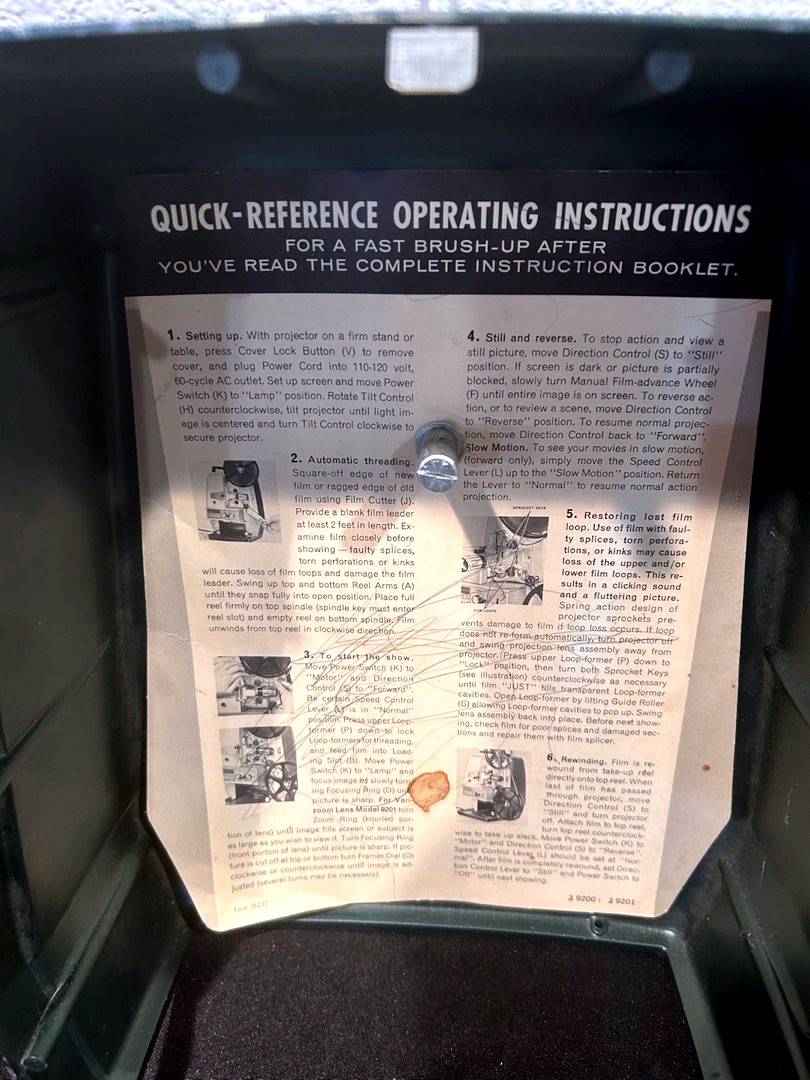 QUICK-REFERENCE OPERATING INSTRUCTIONS
FOR A FAST BRUSH-UP AFTER
YOU'VE READ THE COMPLETE INSTRUCTION BOOKLET.
1. Setting up. With projector on a firm stand or
table, press Cover Lock Button (V) to remove
cover, and plug Power Cord into 110-120 volt,
60-cycle AC outlet. Set up screen and move Power
Switch (K) to "Lamp" position. Rotate Tilt Control
(H) counterclockwise, tilt projector until light im-
age is centered and turn Tilt Control clockwise to
secure projector.
2. Automatic threading.
Square-off edge of new
film or ragged edge of old
film using Film Cutter (J).
Provide a blank film leader
at least 2 feet in length. Ex-
amine film closely before
showing — faulty splices,
torn perforations or kinks
will cause loss of film loops and damage the film
leader. Swing up top and bottom Reel Arms (A)
until they snap fully into open position. Place full
reel firmly on top spindle (spindle key must enter
reel slot) and empty reel on bottom spindle. Film
unwinds from top reel in clockwise direction.
3. To start the show.
Move Power Switch (K) to
"Motor" and Direction
Control (S) to "Forward".
Be certain Speed Control
Lever (L) is in "Normal"
position. Press upper Loop-
former (P) down to lock
Loop-formers for threading,
and feed film into Load-
ing Slot (B). Move Power
Switch (K) to "Lamp" and
focus image by slowly turn-
ing Focusing Ring (D) until
picture is sharp. For Vari-
zoom Lens Model 9201 turn
Zoom Ring (knurled por-
tion of lens) until image fills screen or subject is
as large as you wish to view it. Turn Focusing Ring
(front portion of lens) until picture is sharp. If pic-
ture is cut off at top or bottom turn Framer Dial (O)
clockwise or counterclockwise until image is ad-
justed (several turns may be necessary).
Form 16235
4. Still and reverse. To stop action and view a
still picture, move Direction Control (S) to "Still"
position. If screen is dark or picture is partially
blocked, slowly turn Manual Film-advance Wheel
(F) until entire image is on screen. To reverse ac-
tion, or to review a scene, move Direction Control
to "Reverse" position. To resume normal projec-
tion, move Direction Control back to "Forward".
Slow Motion. To see your movies in slow motion,
(forward only), simply move the Speed Control
Lever (L) up to the "Slow Motion" position. Return
the Lever to "Normal" to resume normal action
projection.
SPROCKET KEYS
FILM LOOPS
5. Restoring lost film
loop. Use of film with faul-
ty splices, torn perfora-
tions, or kinks may cause
loss of the upper and/or
lower film loops. This re-
sults in a clicking sound
and a fluttering picture.
Spring action design of
projector sprockets pre-
vents damage to film if loop loss occurs. If loop
does not re-form automatically, turn projector off
and swing projection lens assembly away from
projector. Press upper Loop-former (P) down to
"Lock" position, then turn both Sprocket Keys
(see illustration) counterclockwise as necessary
until film "JUST" fills transparent Loop-former
cavities. Open Loop-former by lifting Guide Roller
(G) allowing Loop-former cavities to pop up. Swing
lens assembly back into place. Before next show-
ing, check film for poor splices and damaged sec-
tions and repair them with film splicer.
6. Rewinding. Film is re-
wound from take-up reel
directly onto top reel. When
last of film has passed
through projector, move
Direction Control (S) to
"Still" and turn projector
off. Attach film to top reel,
turn top reel counterclock-
wise to take up slack. Move Power Switch (K) to
"Motor" and Direction Control (S) to "Reverse".
Speed Control Lever (L) should be set at "Nor-
mal". After film is completely rewound, set Direc-
tion Control Lever to "Still" and Power Switch to
"Off" until next showing.
9200 9201